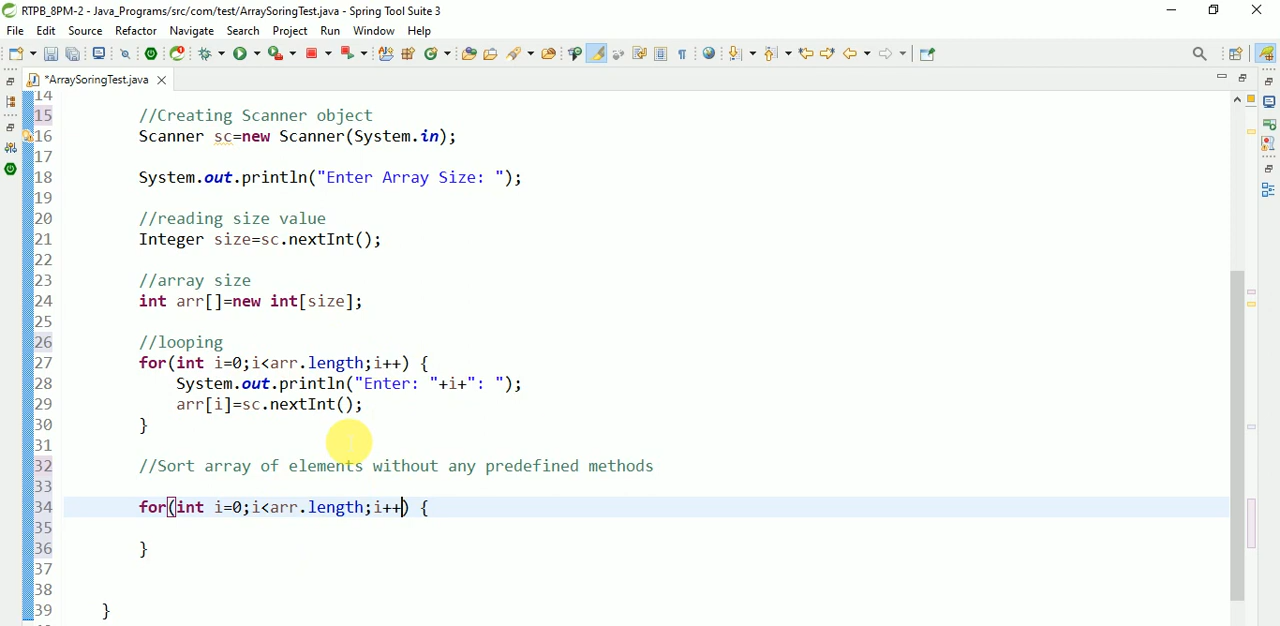 RTPB_8PM-2 - Java_Programs/src/com/test/ArraySoringTest.java - Spring Tool Suite 3
File Edit Source Refactor Navigate Search Project Run Window Help
*ArraySoringTest.java
14
15 //Creating Scanner object
16 Scanner sc=new Scanner(System.in);
17
18 System.out.println("Enter Array Size: ");
19
20 //reading size value
21 Integer size=sc.nextInt();
22
23 //array size
24 int arr[]=new int[size];
25
26 //looping
27 for(int i=0;i<arr.length;i++) {
28 System.out.println("Enter: "+i+": ");
29 arr[i]=sc.nextInt();
30 }
31
32 //Sort array of elements without any predefined methods
33
34 for(int i=0;i<arr.length;i++) {
35
36 }
37
38
39 }